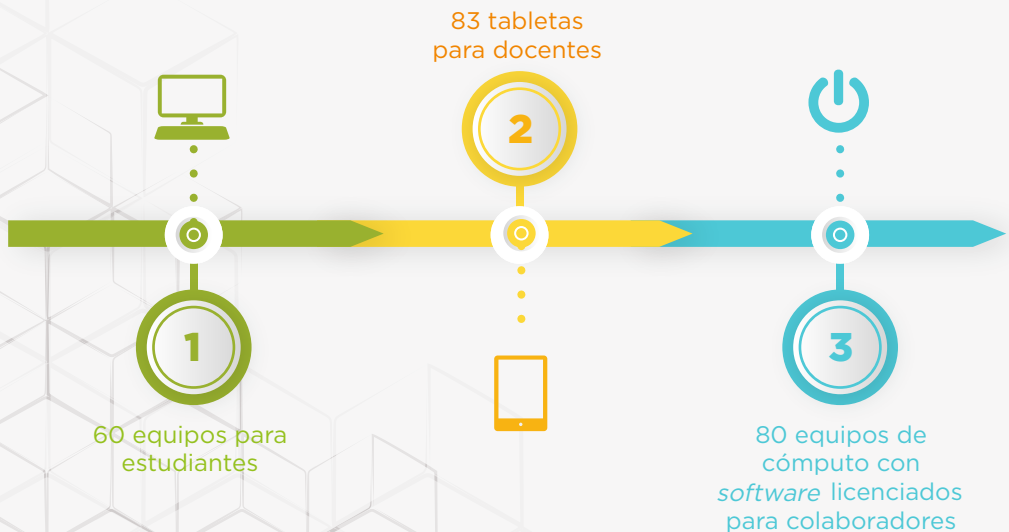 83 tabletas
para docentes
2
1
3
60 equipos para
estudiantes
80 equipos de
cómputo con
software licenciados
para colaboradores